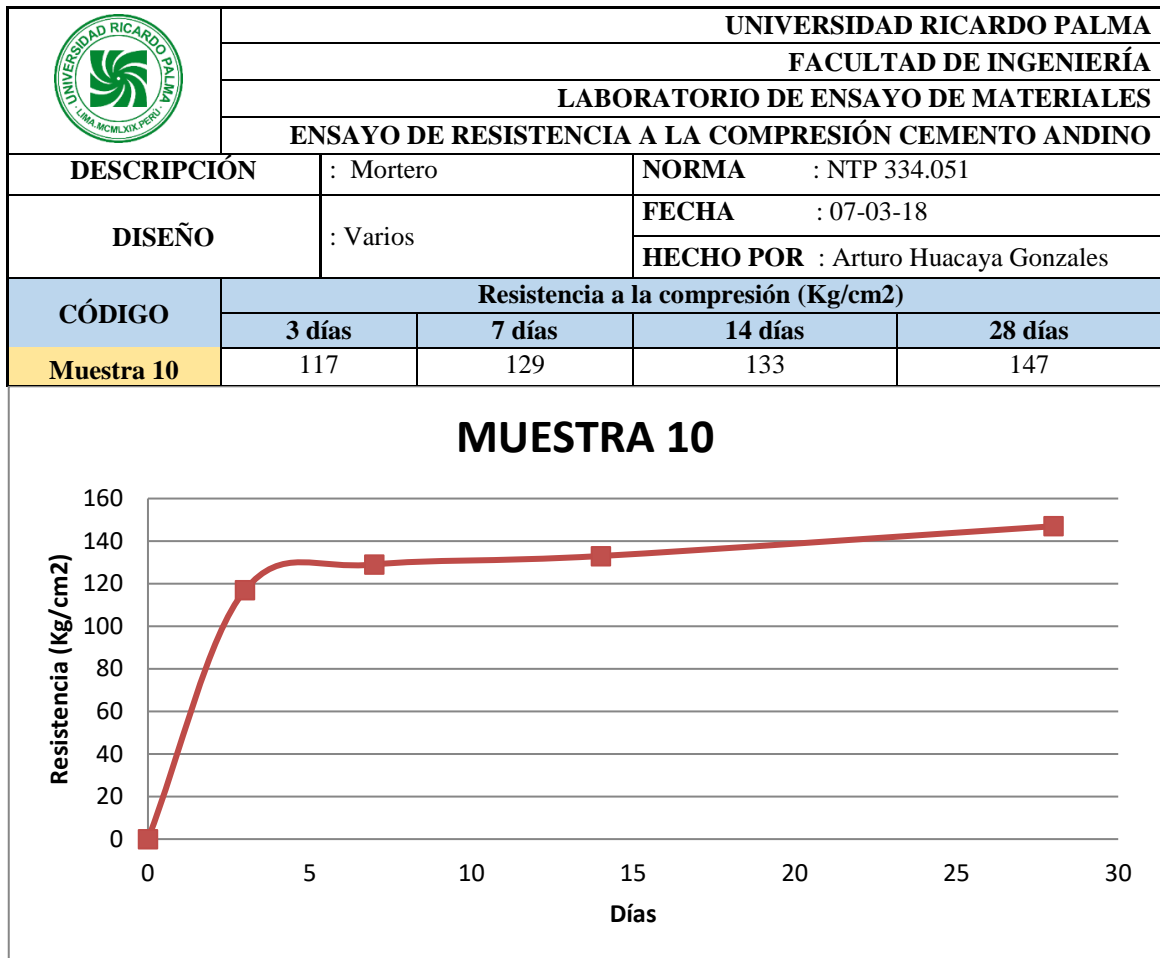 UNIVERSIDAD RICARDO PALMA
LIMA.MCMLXIX.PERÚ
UNIVERSIDAD RICARDO PALMA
FACULTAD DE INGENIERÍA
LABORATORIO DE ENSAYO DE MATERIALES
ENSAYO DE RESISTENCIA A LA COMPRESIÓN CEMENTO ANDINO
DESCRIPCIÓN : Mortero NORMA : NTP 334.051
DISEÑO : Varios FECHA : 07-03-18
HECHO POR : Arturo Huacaya Gonzales
CÓDIGO Resistencia a la compresión (Kg/cm2)
3 días 7 días 14 días 28 días
Muestra 10 117 129 133 147
MUESTRA 10
Resistencia (Kg/cm2)
160
140
120
100
80
60
40
20
0
0 5 10 15 20 25 30
Días